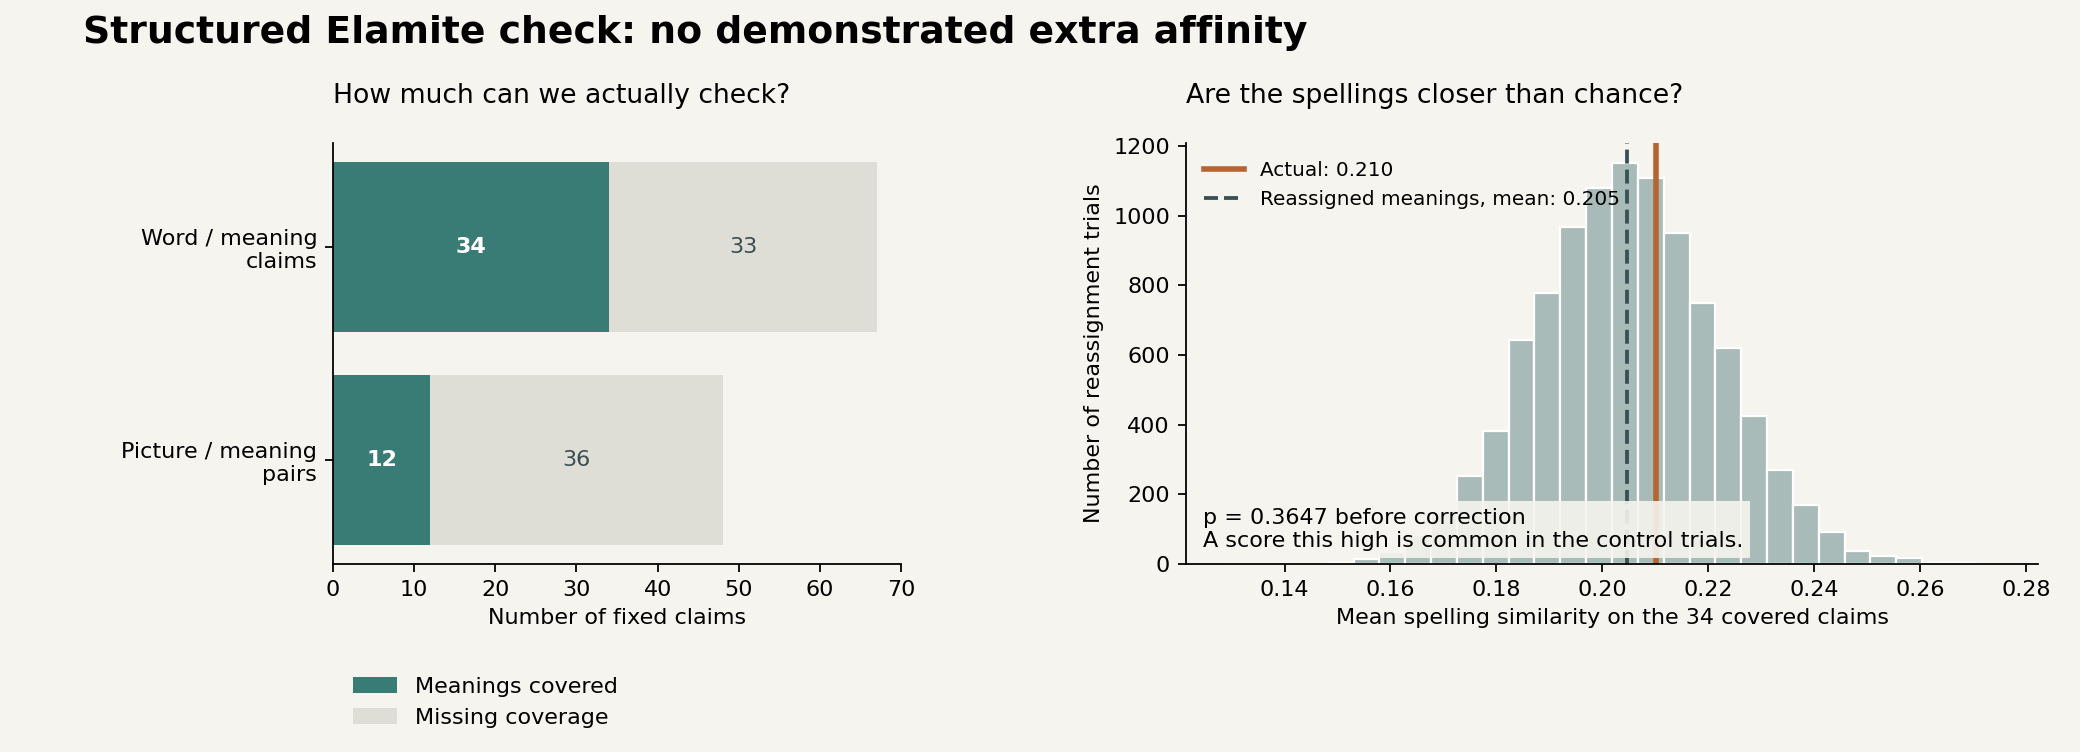 Structured Elamite check: no demonstrated extra affinity
How much can we actually check?
Word / meaning
claims
34
33
Picture / meaning
pairs
12
36
0 10 20 30 40 50 60 70
Number of fixed claims
Meanings covered
Missing coverage
Are the spellings closer than chance?
Number of reassignment trials
1200
1000
800
600
400
200
0
Actual: 0.210
Reassigned meanings, mean: 0.205
p = 0.3647 before correction
A score this high is common in the control trials.
0.14 0.16 0.18 0.20 0.22 0.24 0.26 0.28
Mean spelling similarity on the 34 covered claims